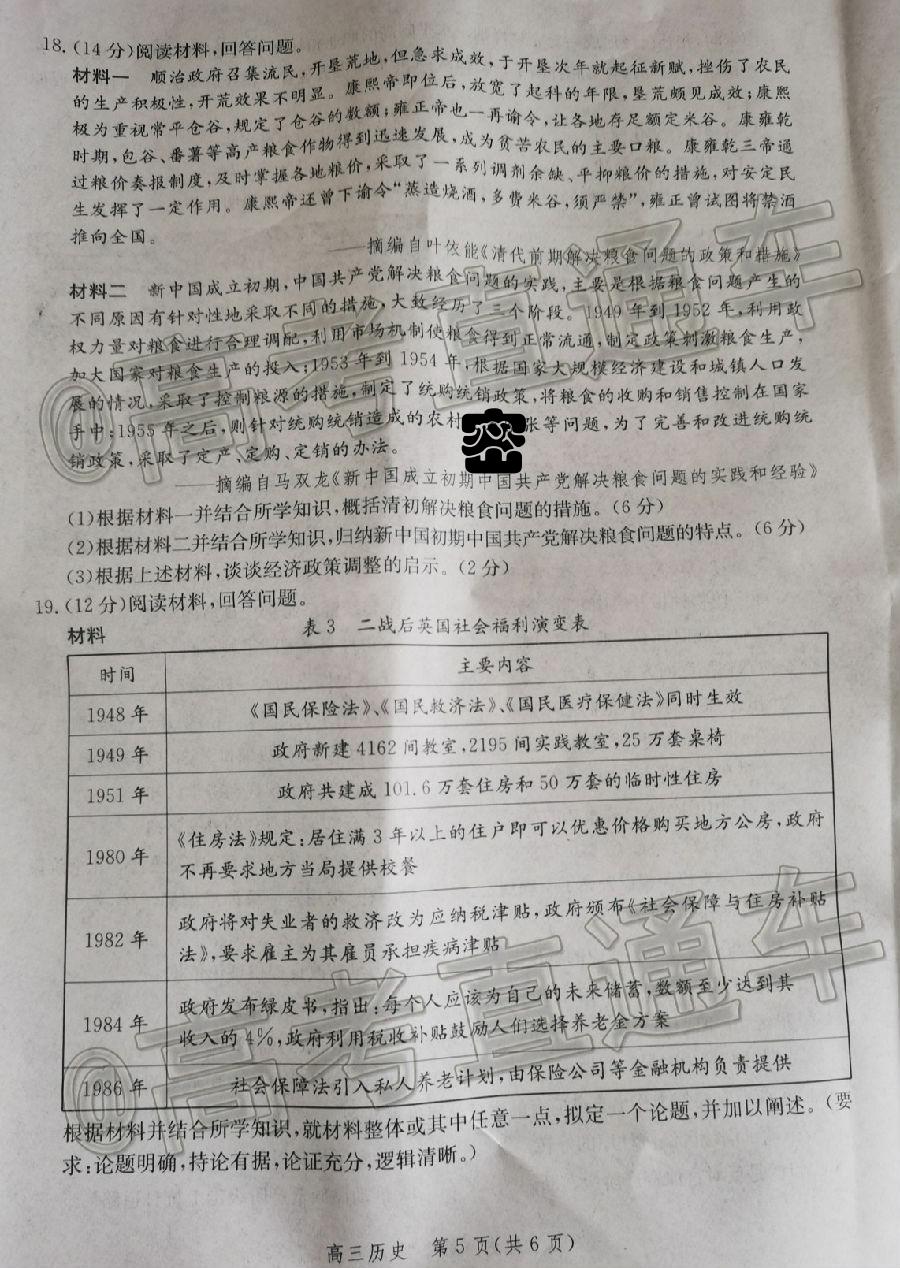 18.(14分)阅读材料,回答问题。
材料一 顺治政府召集流民,开垦荒地,但急求成效,于开垦次年就起征新赋,挫伤了农民
的生产积极性,开荒效果不明显。康熙帝即位后,放宽了起科的年限,垦荒颇见成效;康熙
极为重视常平仓谷,规定了仓谷的数额;雍正帝也一再谕令,让各地存足额定米谷。康雍乾
时期,包谷、番薯等高产粮食作物得到迅速发展,成为贫苦农民的主要口粮。康雍乾三帝通
过粮价奏报制度,及时掌握各地粮价,采取了一系列调剂余缺、平抑粮价的措施,对安定民
生发挥了一定作用。康熙帝还曾下谕令“蒸造烧酒,多费米谷,须严禁”,雍正曾试图将禁酒
推向全国。
——摘编自叶依能《清代前期解决粮食问题的政策和措施》
材料二 新中国成立初期,中国共产党解决粮食问题的实践,主要是根据粮食问题产生的
不同原因有针对性地采取不同的措施,大致经历了三个阶段。1949年到1952年,利用政
权力量对粮食进行合理调配,利用市场机制使粮食得到正常流通,制定政策刺激粮食生产,
加大国家对粮食生产的投入;1953年到1954年,根据国家大规模经济建设和城镇人口发
展的情况,采取了控制粮源的措施,制定了统购统销政策,将粮食的收购和销售控制在国家
手中;1955年之后,则针对统购统销造成的农村 张等问题,为了完善和改进统购统
销政策,采取了定产、定购、定销的办法。
——摘编自马双龙《新中国成立初期中国共产党解决粮食问题的实践和经验》
(1)根据材料一并结合所学知识,概括清初解决粮食问题的措施。(6分)
(2)根据材料二并结合所学知识,归纳新中国初期中国共产党解决粮食问题的特点。(6分)
(3)根据上述材料,谈谈经济政策调整的启示。(2分)
19.(12分)阅读材料,回答问题。
材料
表3 二战后英国社会福利演变表
时间 主要内容
1948年 《国民保险法》、《国民救济法》、《国民医疗保健法》同时生效
1949年 政府新建4162间教室,2195间实践教室,25万套桌椅
1951年 政府共建成101.6万套住房和50万套的临时性住房
1980年 《住房法》规定:居住满3年以上的住户即可以优惠价格购买地方公房,政府
不再要求地方当局提供校餐
1982年 政府将对失业者的救济改为应纳税津贴,政府颁布《社会保障与住房补贴
法》,要求雇主为其雇员承担疾病津贴
1984年 政府发布绿皮书,指出:每个人应该为自己的未来储蓄,数额至少达到其
收入的4%,政府利用税收补贴鼓励人们选择养老金方案
1986年 社会保障法引入私人养老计划,由保险公司等金融机构负责提供
根据材料并结合所学知识,就材料整体或其中任意一点,拟定一个论题,并加以阐述。(要
求:论题明确,持论有据,论证充分,逻辑清晰。)
高三历史 第5页(共6页)
@高考直通车
@高考直通车